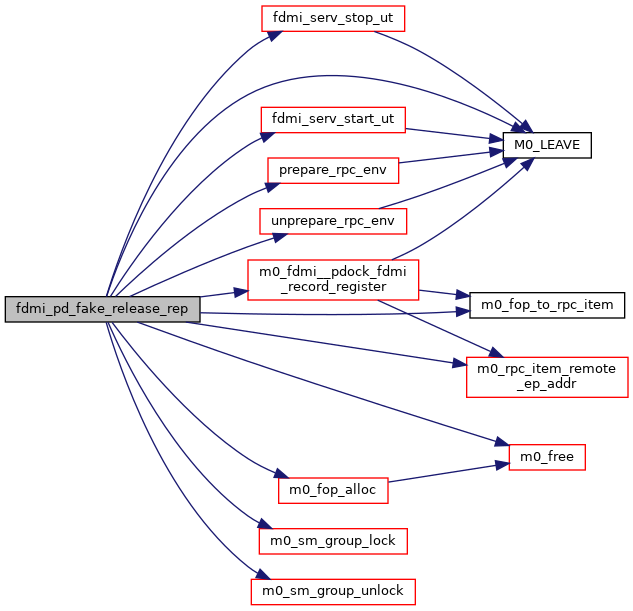 fdmi_serv_stop_ut
fdmi_serv_start_ut
M0_LEAVE
prepare_rpc_env
unprepare_rpc_env
m0_fdmi__pdock_fdmi
_record_register
fdmi_pd_fake_release_rep
m0_fop_to_rpc_item
m0_rpc_item_remote
_ep_addr
m0_free
m0_fop_alloc
m0_sm_group_lock
m0_sm_group_unlock